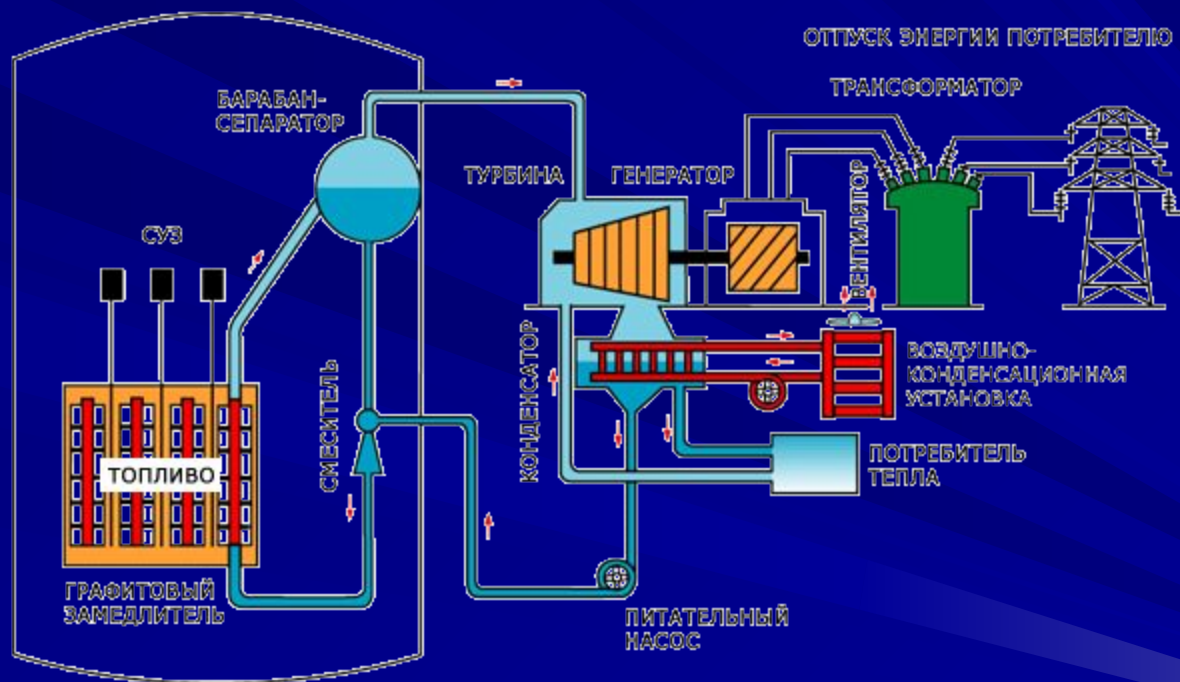 ОТПУСК ЭНЕРГИИ ПОТРЕБИТЕЛЮ
ТРАНСФОРМАТОР
БАРАБАН-
СЕПАРАТОР
ТУРБИНА
ГЕНЕРАТОР
ВЕНТИЛЯТОР
СУЗ
КОНДЕНСАТОР
ВОЗДУШНО-
КОНДЕНСАЦИОННАЯ
УСТАНОВКА
СМЕСИТЕЛЬ
ТОПЛИВО
ПОТРЕБИТЕЛЬ
ТЕПЛА
ГРАФИТОВЫЙ
ЗАМЕДЛИТЕЛЬ
ПИТАТЕЛЬНЫЙ
НАСОС